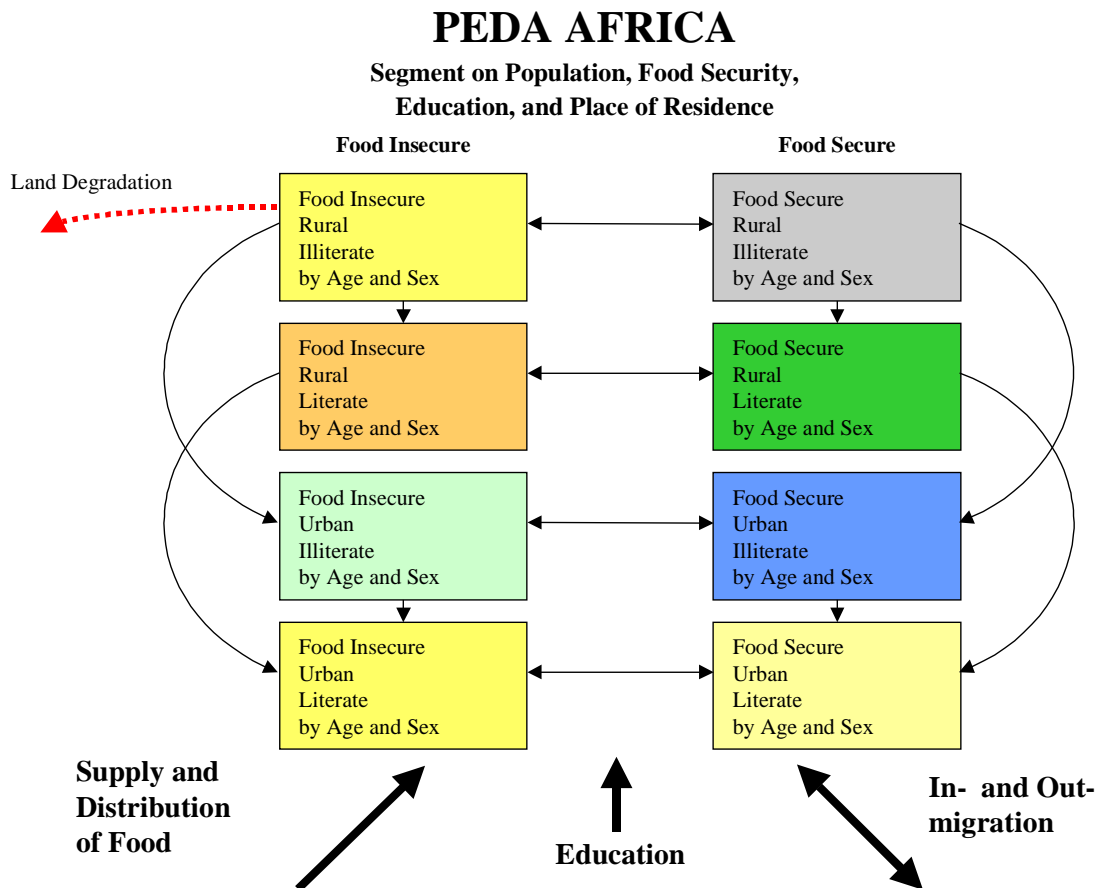 PEDA AFRICA
Segment on Population, Food Security,
Education, and Place of Residence
Food Insecure
Food Secure
Land Degradation
Food Insecure
Rural
Illiterate
by Age and Sex
Food Secure
Rural
Illiterate
by Age and Sex
Food Insecure
Rural
Literate
by Age and Sex
Food Secure
Rural
Literate
by Age and Sex
Food Insecure
Urban
Illiterate
by Age and Sex
Food Secure
Urban
Illiterate
by Age and Sex
Food Insecure
Urban
Literate
by Age and Sex
Food Secure
Urban
Literate
by Age and Sex
Supply and
Distribution
of Food
Education
In- and Out-
migration